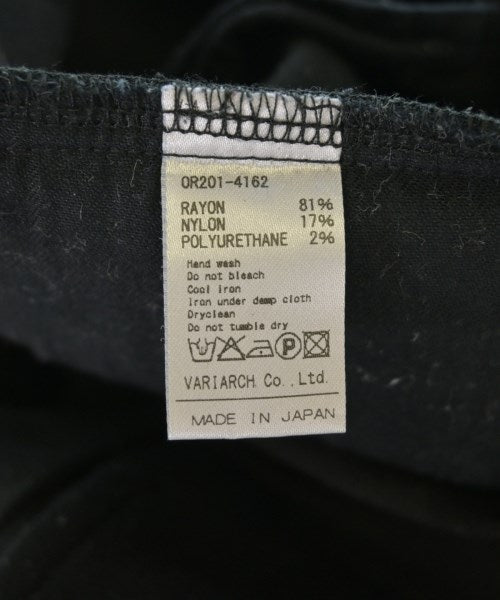 OR201-4162
RAYON 81%
NYLON 17%
POLYURETHANE 2%
Hand wash
Do not bleach
Cool iron
Iron under damp cloth
Dryclean
Do not tumble dry
P
VARIARCH Co.,Ltd.
MADE IN JAPAN